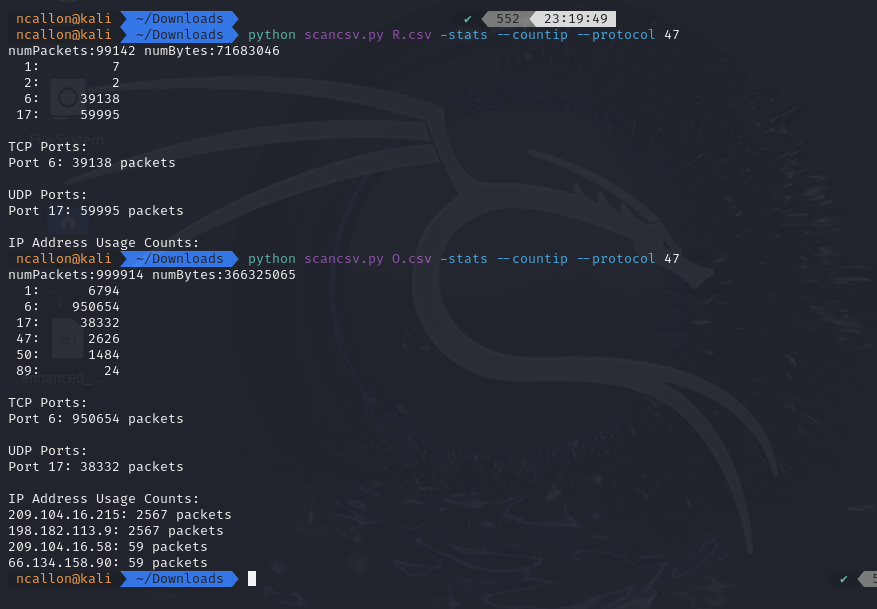 ncallon@kali ~/Downloads ✔ 552 23:19:49
ncallon@kali ~/Downloads python scancsv.py R.csv -stats --countip --protocol 47
numPackets:99142 numBytes:71683046
1: 7
2: 2
6: 39138
17: 59995
File System
TCP Ports:
Port 6: 39138 packets
UDP Ports:
Port 17: 59995 packets
IP Address Usage Counts:
ncallon@kali ~/Downloads python scancsv.py O.csv -stats --countip --protocol 47
numPackets:999914 numBytes:366325065
1: 6794
6: 950654
17: 38332
47: 2626
50: 1484
89: 24
enhanced_...
TCP Ports:
Port 6: 950654 packets
UDP Ports:
Port 17: 38332 packets
IP Address Usage Counts:
209.104.16.215: 2567 packets
198.182.113.9: 2567 packets
209.104.16.58: 59 packets
66.134.158.90: 59 packets
ncallon@kali ~/Downloads ✔